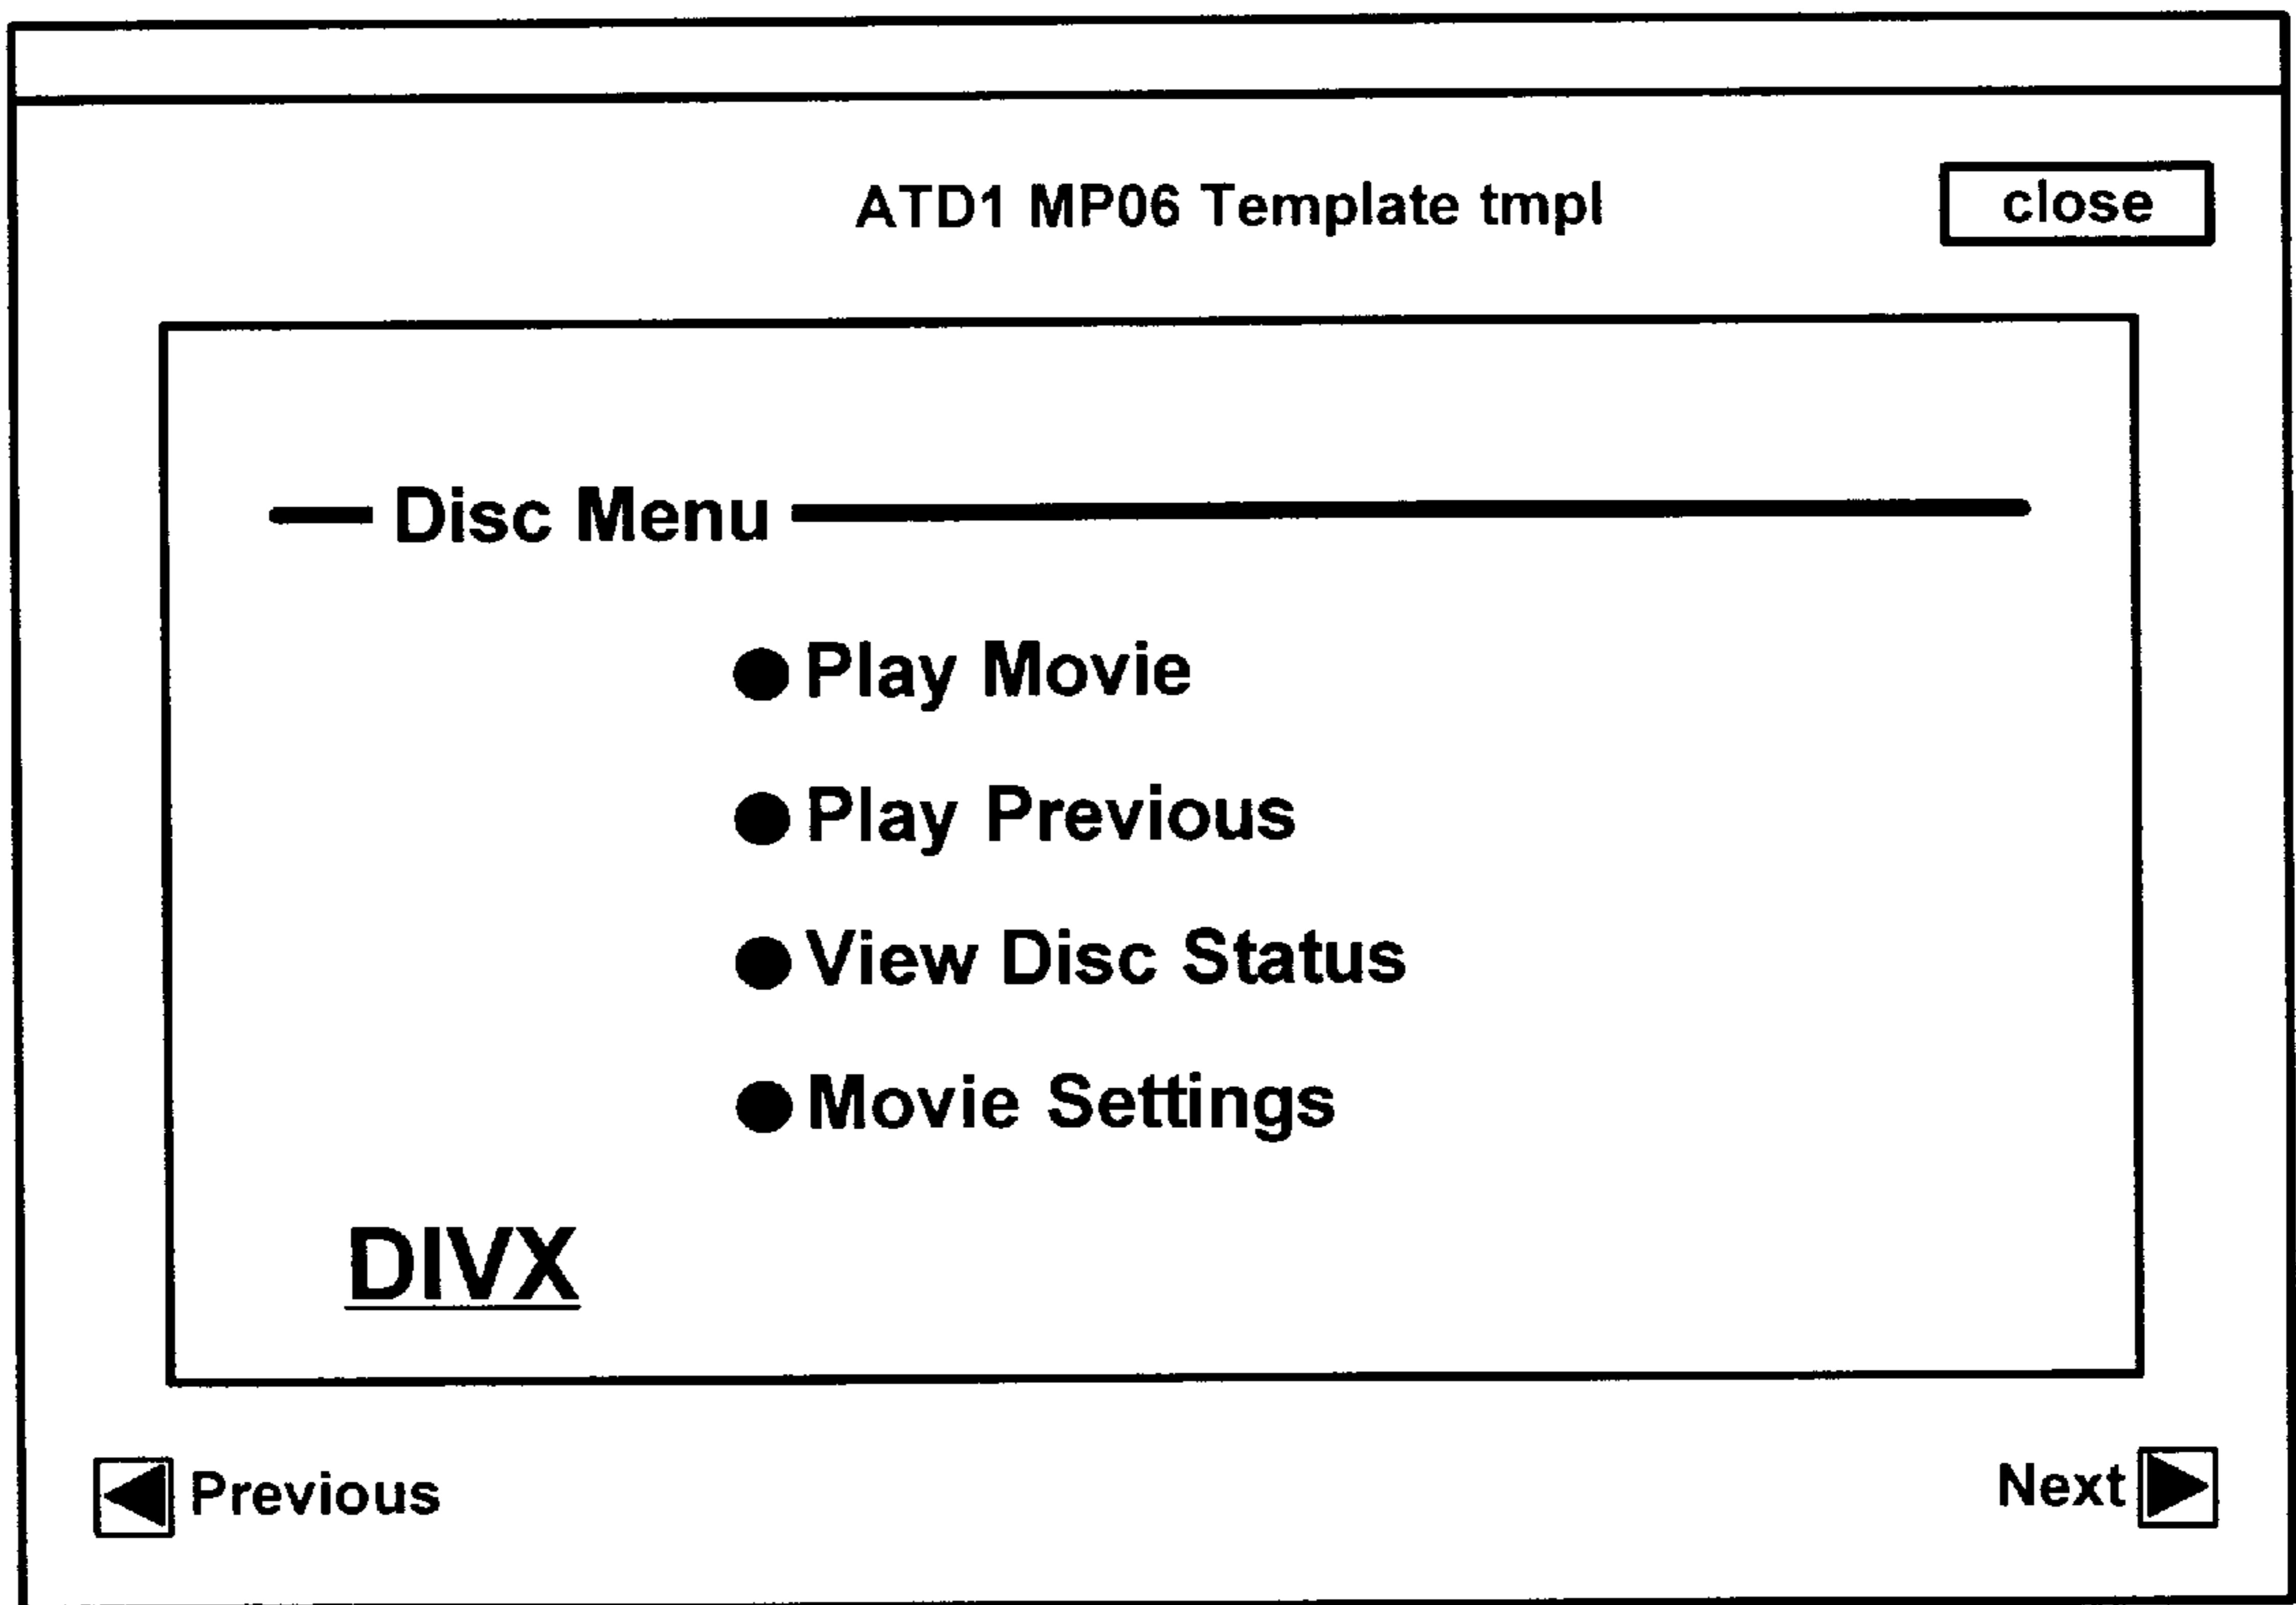 ATD1 MP06 Template tmpl
close
Disc Menu
Play Movie
Play Previous
View Disc Status
Movie Settings
DIVX
Previous
Next